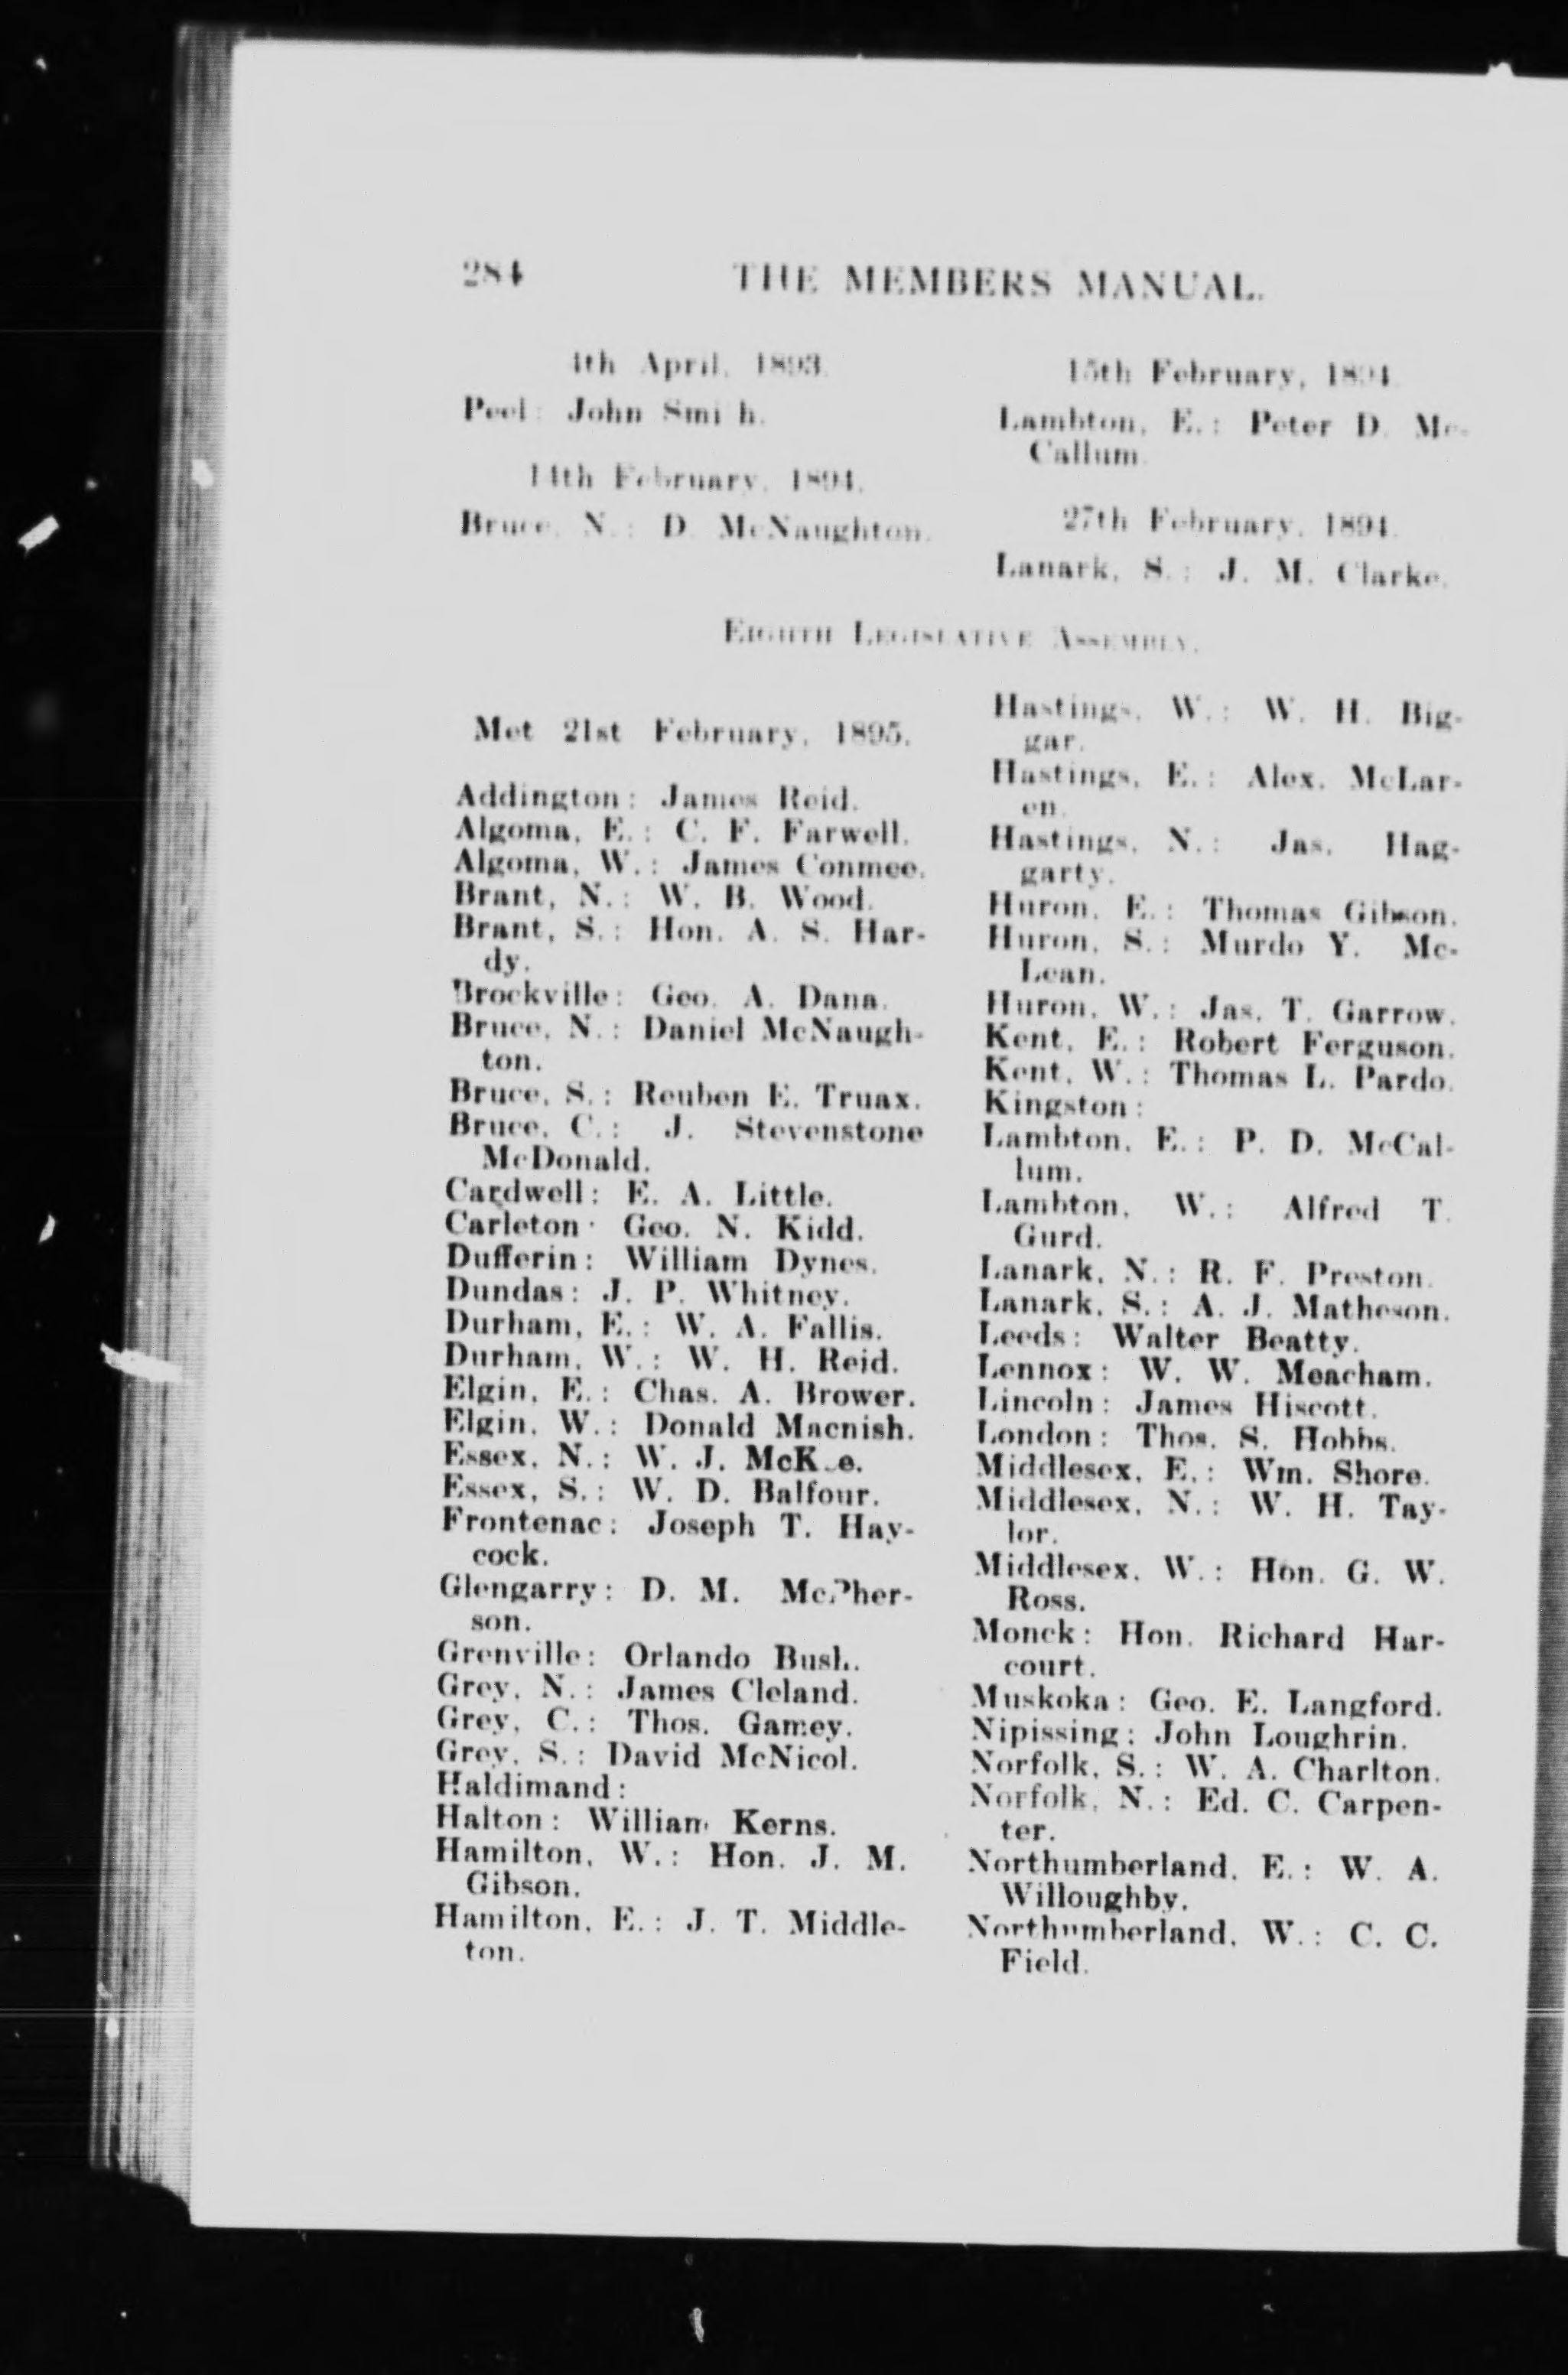 284 THE MEMBERS MANUAL.
4th April, 1893.
Peel: John Smi h.
14th February, 1894.
Bruce, N.: D. McNaughton.
15th February, 1894.
Lambton, E.: Peter D. Mc-
Callum.
27th February, 1894.
Lanark, S.: J. M. Clarke.
EIGHTH LEGISLATIVE ASSEMBLY.
Met 21st February, 1895.
Addington: James Reid.
Algoma, E.: C. F. Farwell.
Algoma, W.: James Conmee.
Brant, N.: W. B. Wood.
Brant, S.: Hon. A. S. Har-
dy.
Brockville: Geo. A. Dana.
Bruce, N.: Daniel McNaugh-
ton.
Bruce, S.: Reuben E. Truax.
Bruce, C.: J. Stevenstone
McDonald.
Cardwell: E. A. Little.
Carleton: Geo. N. Kidd.
Dufferin: William Dynes.
Dundas: J. P. Whitney.
Durham, E.: W. A. Fallis.
Durham, W.: W. H. Reid.
Elgin, E.: Chas. A. Brower.
Elgin, W.: Donald Macnish.
Essex, N.: W. J. McKee.
Essex, S.: W. D. Balfour.
Frontenac: Joseph T. Hay-
cock.
Glengarry: D. M. McPher-
son.
Grenville: Orlando Bush.
Grey, N.: James Cleland.
Grey, C.: Thos. Gamey.
Grey, S.: David McNicol.
Haldimand:
Halton: William Kerns.
Hamilton, W.: Hon. J. M.
Gibson.
Hamilton, E.: J. T. Middle-
ton.
Hastings, W.: W. H. Big-
gar.
Hastings, E.: Alex. McLar-
en.
Hastings, N.: Jas. Hag-
garty.
Huron, E.: Thomas Gibson.
Huron, S.: Murdo Y. Mc-
Lean.
Huron, W.: Jas. T. Garrow.
Kent, E.: Robert Ferguson.
Kent, W.: Thomas L. Pardo.
Kingston:
Lambton, E.: P. D. McCal-
lum.
Lambton, W.: Alfred T.
Gurd.
Lanark, N.: R. F. Preston.
Lanark, S.: A. J. Matheson.
Leeds: Walter Beatty.
Lennox: W. W. Meacham.
Lincoln: James Hiscott.
London: Thos. S. Hobbs.
Middlesex, E.: Wm. Shore.
Middlesex, N.: W. H. Tay-
lor.
Middlesex, W.: Hon. G. W.
Ross.
Monck: Hon. Richard Har-
court.
Muskoka: Geo. E. Langford.
Nipissing: John Loughrin.
Norfolk, S.: W. A. Charlton.
Norfolk, N.: Ed. C. Carpen-
ter.
Northumberland, E.: W. A.
Willoughby.
Northumberland, W.: C. C.
Field.